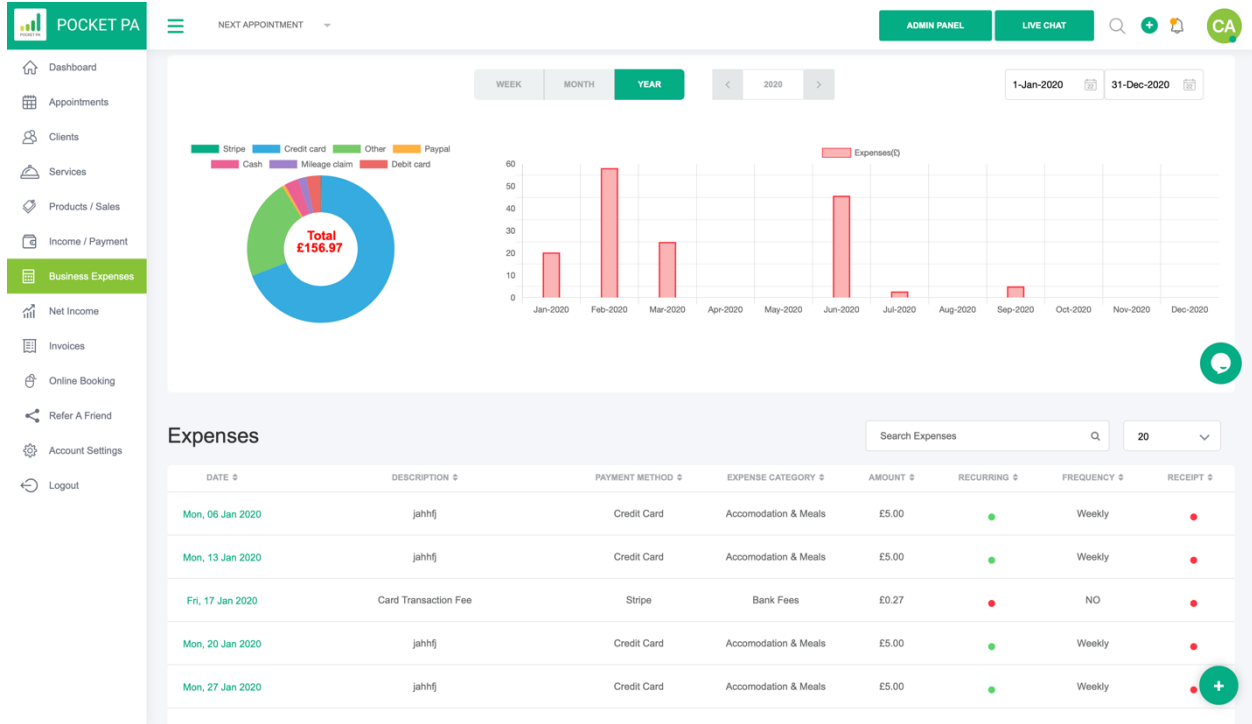 POCKET PA
NEXT APPOINTMENT
ADMIN PANEL
LIVE CHAT
CA
POCKET PA
Dashboard
Appointments
Clients
Services
Products / Sales
Income / Payment
Business Expenses
Net Income
Invoices
Online Booking
Refer A Friend
Account Settings
Logout
WEEK MONTH YEAR < 2020 > 1-Jan-2020 31-Dec-2020
Stripe Credit card Other Paypal
Cash Mileage claim Debit card
Total
£156.97
Expenses(£)
60
50
40
30
20
10
0
Jan-2020 Feb-2020 Mar-2020 Apr-2020 May-2020 Jun-2020 Jul-2020 Aug-2020 Sep-2020 Oct-2020 Nov-2020 Dec-2020
Expenses
Search Expenses
20
DATE DESCRIPTION PAYMENT METHOD EXPENSE CATEGORY AMOUNT RECURRING FREQUENCY RECEIPT
Mon, 06 Jan 2020 jahhfj Credit Card Accomodation & Meals £5.00 Weekly
Mon, 13 Jan 2020 jahhfj Credit Card Accomodation & Meals £5.00 Weekly
Fri, 17 Jan 2020 Card Transaction Fee Stripe Bank Fees £0.27 NO
Mon, 20 Jan 2020 jahhfj Credit Card Accomodation & Meals £5.00 Weekly
Mon, 27 Jan 2020 jahhfj Credit Card Accomodation & Meals £5.00 Weekly
+